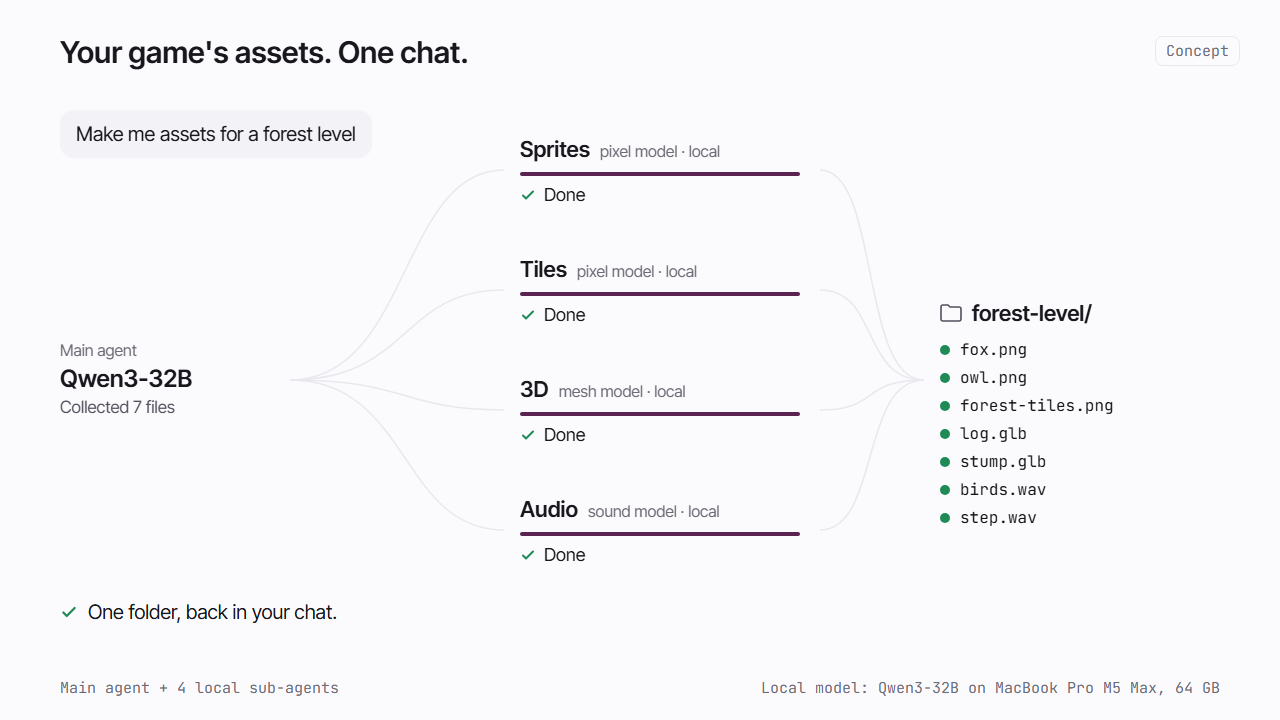 Your game's assets. One chat.
Concept
Make me assets for a forest level
Main agent
Qwen3-32B
Collected 7 files
Sprites pixel model · local
Done
Tiles pixel model · local
Done
3D mesh model · local
Done
Audio sound model · local
Done
forest-level/
fox.png
owl.png
forest-tiles.png
log.glb
stump.glb
birds.wav
step.wav
One folder, back in your chat.
Main agent + 4 local sub-agents
Local model: Qwen3-32B on MacBook Pro M5 Max, 64 GB